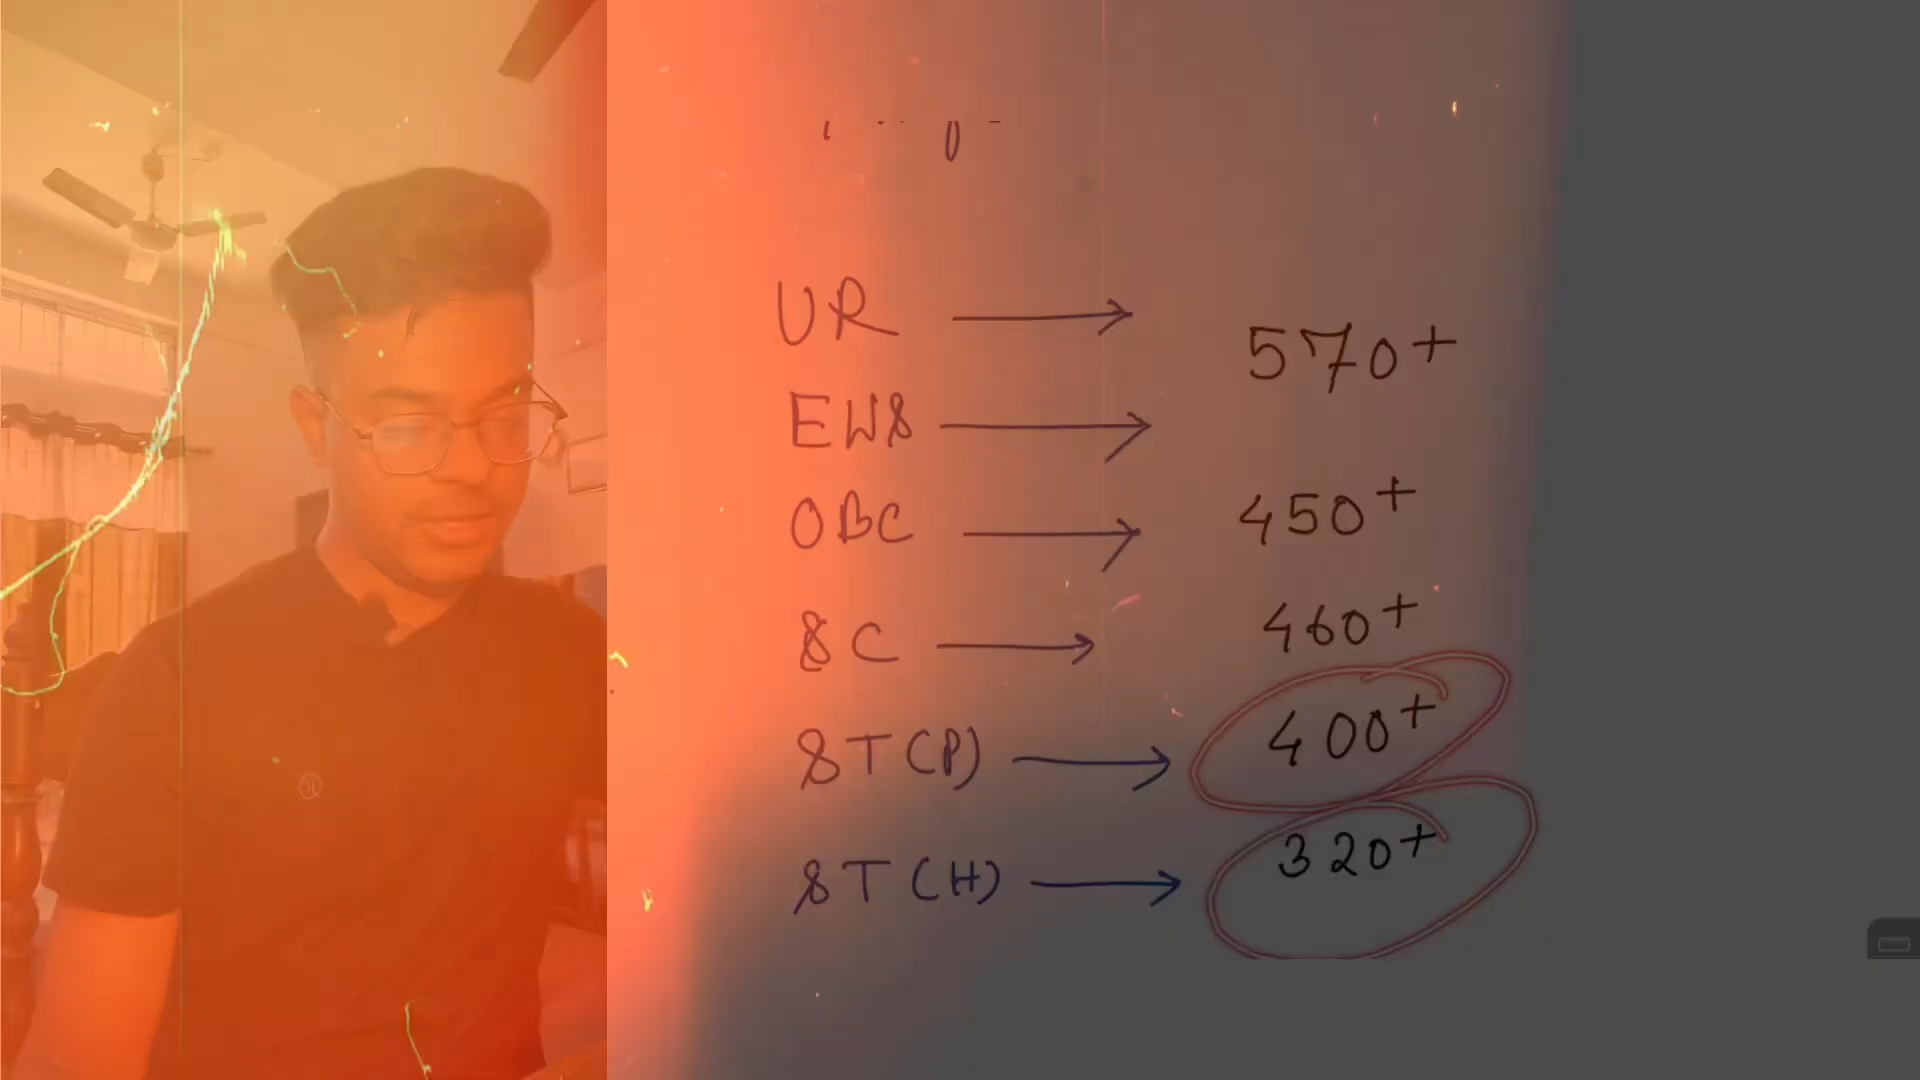 UR → 570+
EWS →
OBC → 450+
SC → 460+
ST(P) → 400+
ST(H) → 320+